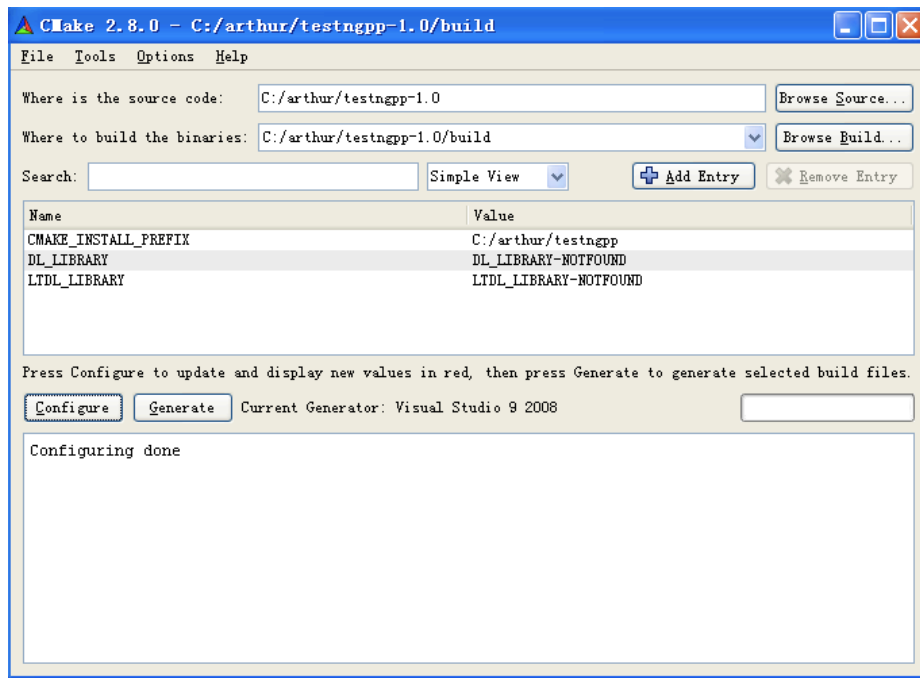 CMake 2.8.0 - C:/arthur/testngpp-1.0/build
File Tools Options Help
Where is the source code: C:/arthur/testngpp-1.0 Browse Source...
Where to build the binaries: C:/arthur/testngpp-1.0/build Browse Build...
Search: Simple View Add Entry Remove Entry
Name Value
CMAKE_INSTALL_PREFIX C:/arthur/testngpp
DL_LIBRARY DL_LIBRARY-NOTFOUND
LTDL_LIBRARY LTDL_LIBRARY-NOTFOUND
Press Configure to update and display new values in red, then press Generate to generate selected build files.
Configure Generate Current Generator: Visual Studio 9 2008
Configuring done